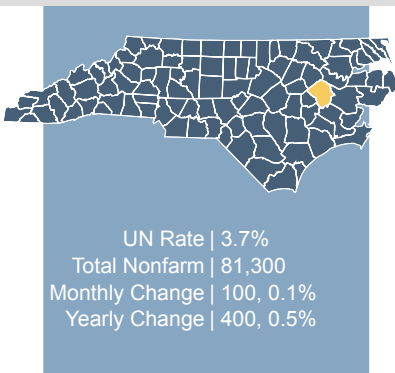 UN Rate | 3.7%
Total Nonfarm | 81,300
Monthly Change | 100, 0.1%
Yearly Change | 400, 0.5%